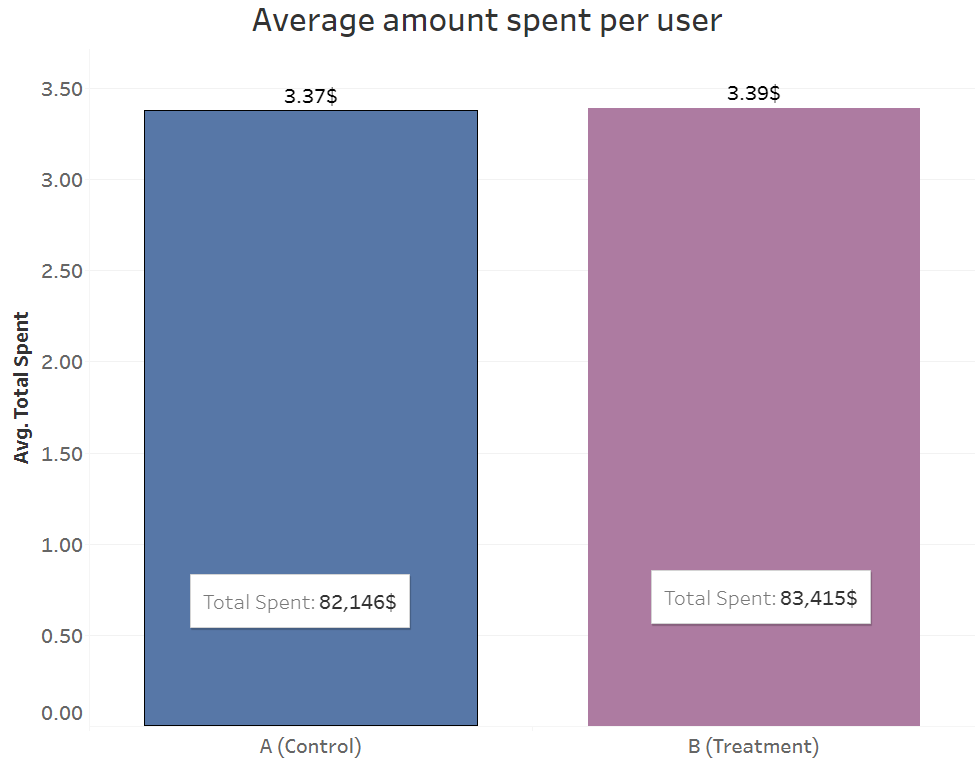 Average amount spent per user
Avg. Total Spent
3.50
3.00
2.50
2.00
1.50
1.00
0.50
0.00
3.37$
3.39$
Total Spent: 82,146$
Total Spent: 83,415$
A (Control)
B (Treatment)